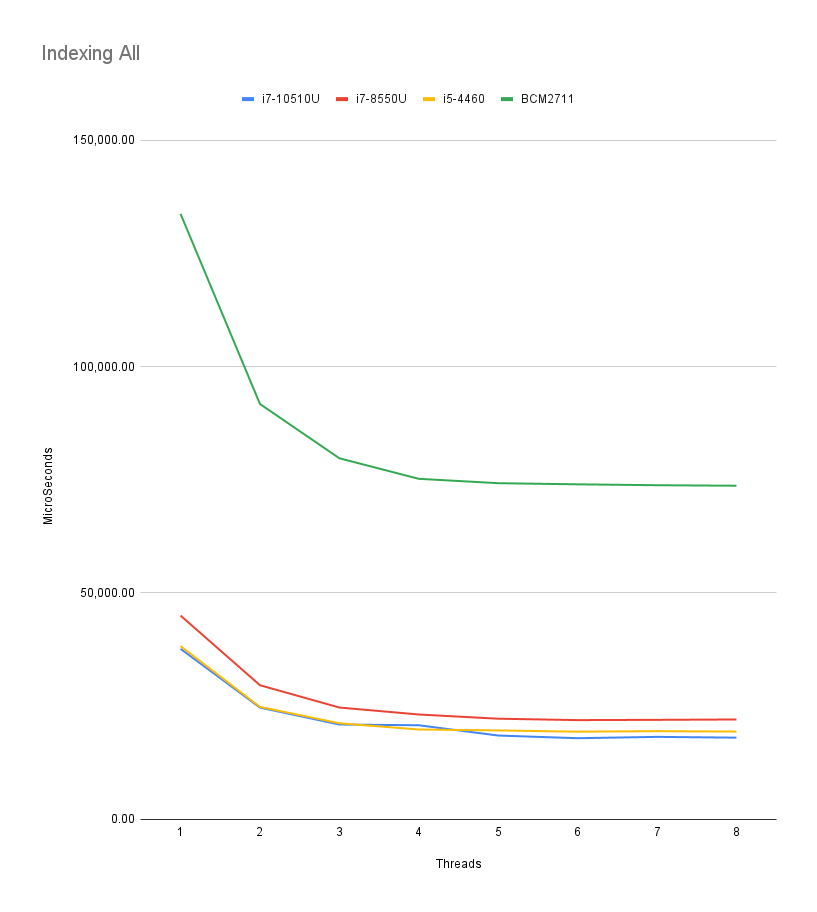 Indexing All
i7-10510U i7-8550U i5-4460 BCM2711
150,000.00
100,000.00
50,000.00
0.00
MicroSeconds
1 2 3 4 5 6 7 8
Threads